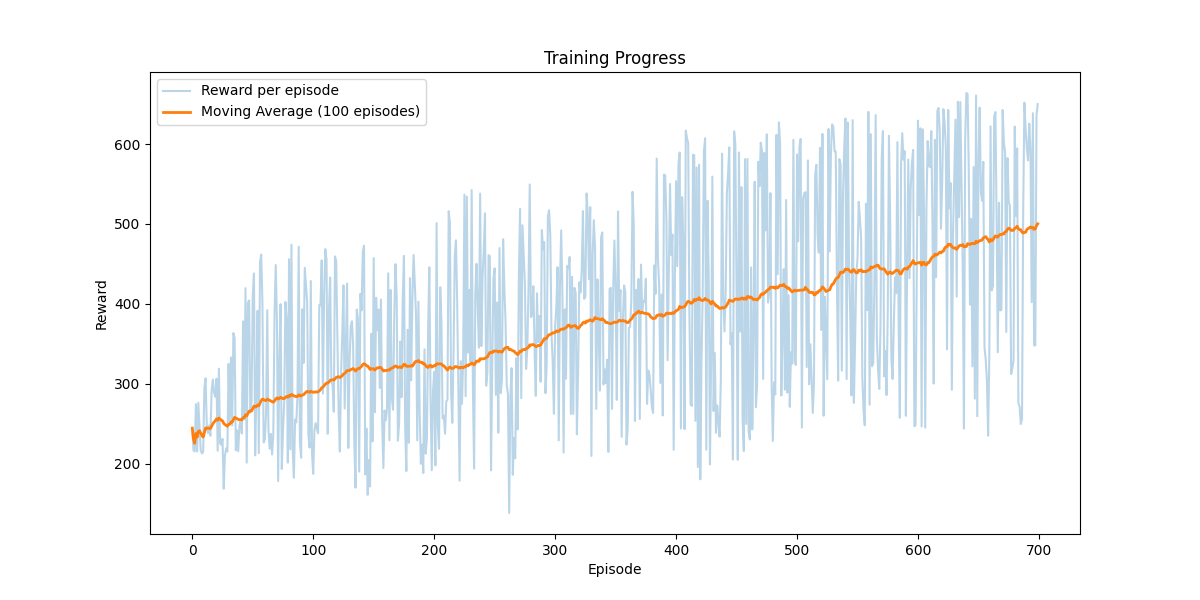 Training Progress
Reward per episode
Moving Average (100 episodes)
600
500
400
300
200
Reward
0 100 200 300 400 500 600 700
Episode